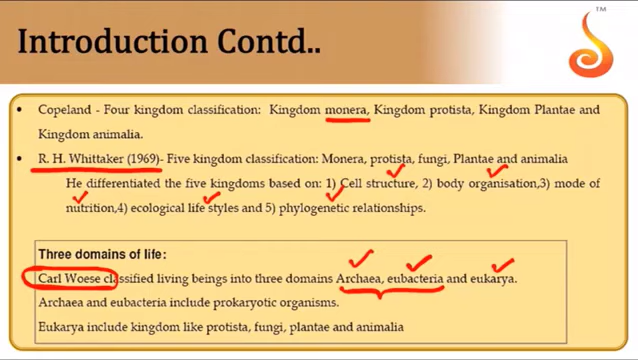 TM
Introduction Contd..
• Copeland - Four kingdom classification: Kingdom monera, Kingdom protista, Kingdom Plantae and
Kingdom animalia.
• R. H. Whittaker (1969)- Five kingdom classification: Monera, protista, fungi, Plantae and animalia
He differentiated the five kingdoms based on: 1) Cell structure, 2) body organisation,3) mode of
nutrition,4) ecological life styles and 5) phylogenetic relationships.
Three domains of life:
Carl Woese classified living beings into three domains Archaea, eubacteria and eukarya.
Archaea and eubacteria include prokaryotic organisms.
Eukarya include kingdom like protista, fungi, plantae and animalia